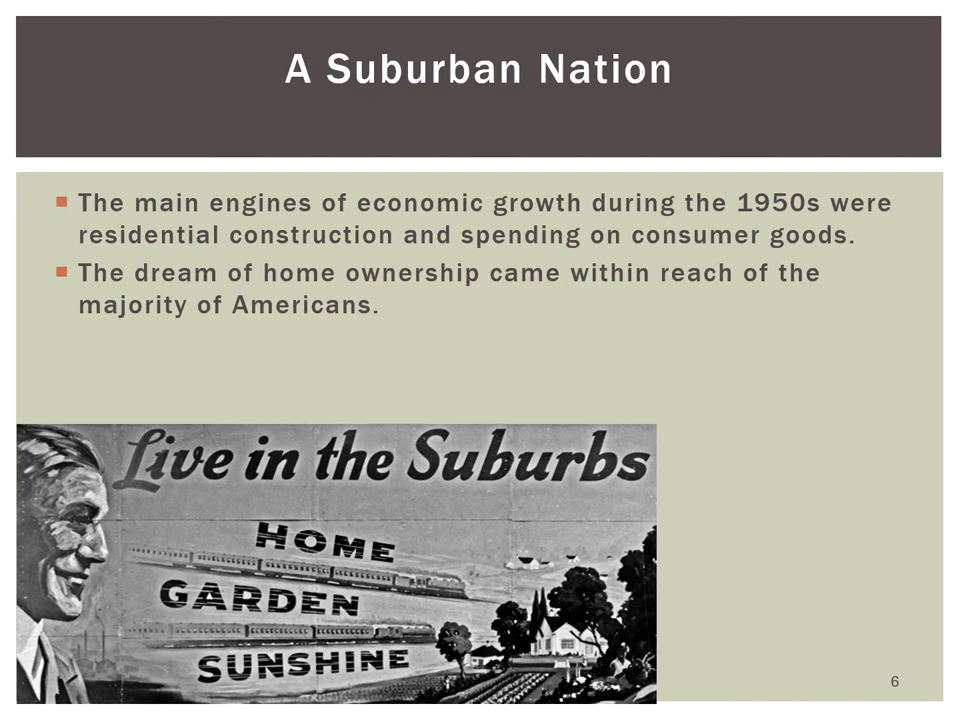 A Suburban Nation
The main engines of economic growth during the 1950s were
residential construction and spending on consumer goods.
The dream of home ownership came within reach of the
majority of Americans.
Live in the Suburbs
HOME
GARDEN
SUNSHINE
6